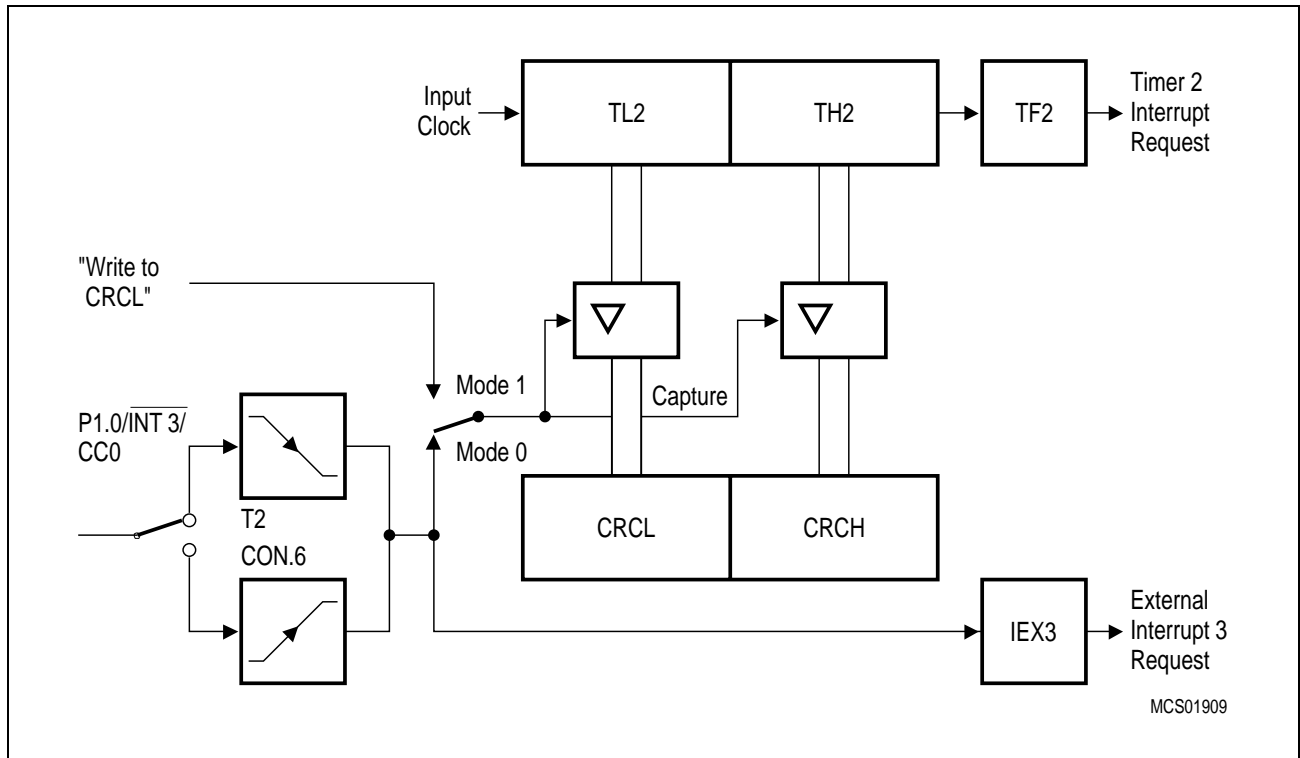 Input
Clock
TL2
TH2
TF2
Timer 2
Interrupt
Request
"Write to
CRCL"
Mode 1
Capture
P1.0/INT 3/
CC0
Mode 0
T2
CON.6
CRCL
CRCH
IEX3
External
Interrupt 3
Request
MCS01909